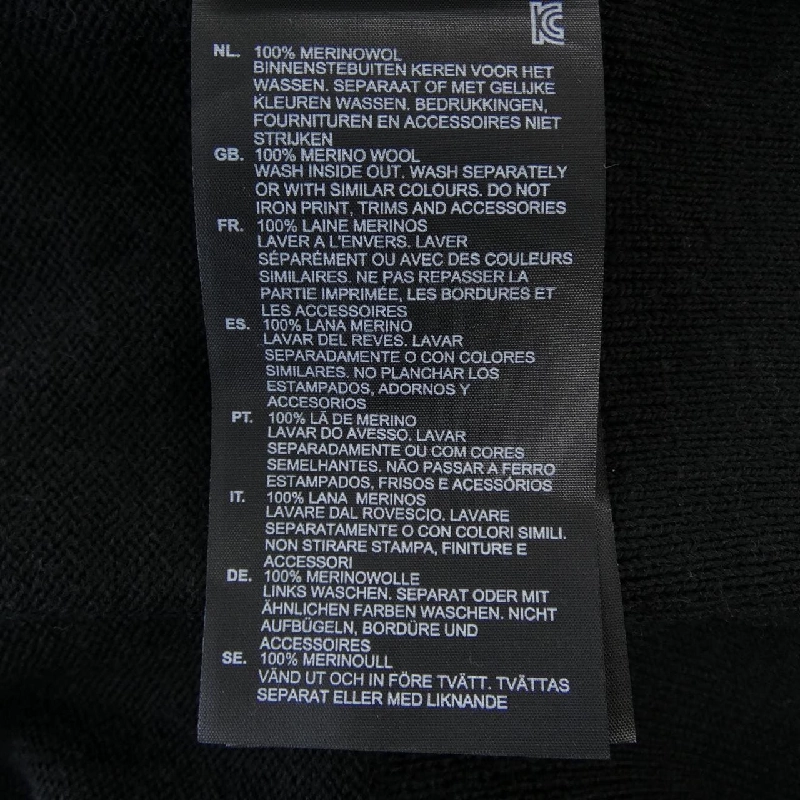 NL. 100% MERINOWOL
BINNENSTEBUITEN KEREN VOOR HET
WASSEN. SEPARAAT OF MET GELIJKE
KLEUREN WASSEN. BEDRUKKINGEN,
FOURNITUREN EN ACCESSOIRES NIET
STRIJKEN
GB. 100% MERINO WOOL
WASH INSIDE OUT. WASH SEPARATELY
OR WITH SIMILAR COLOURS. DO NOT
IRON PRINT, TRIMS AND ACCESSORIES
FR. 100% LAINE MERINOS
LAVER A L'ENVERS. LAVER
SÉPARÉMENT OU AVEC DES COULEURS
SIMILAIRES. NE PAS REPASSER LA
PARTIE IMPRIMÉE, LES BORDURES ET
LES ACCESSOIRES
ES. 100% LANA MERINO
LAVAR DEL REVES. LAVAR
SEPARADAMENTE O CON COLORES
SIMILARES. NO PLANCHAR LOS
ESTAMPADOS, ADORNOS Y
ACCESORIOS
PT. 100% LÃ DE MERINO
LAVAR DO AVESSO. LAVAR
SEPARADAMENTE OU COM CORES
SEMELHANTES. NÃO PASSAR A FERRO
ESTAMPADOS, FRISOS E ACESSÓRIOS
IT. 100% LANA MERINOS
LAVARE DAL ROVESCIO. LAVARE
SEPARATAMENTE O CON COLORI SIMILI.
NON STIRARE STAMPA, FINITURE E
ACCESSORI
DE. 100% MERINOWOLLE
LINKS WASCHEN. SEPARAT ODER MIT
ÄHNLICHEN FARBEN WASCHEN. NICHT
AUFBÜGELN, BORDÜRE UND
ACCESSOIRES
SE. 100% MERINOULL
VÄND UT OCH IN FÖRE TVÄTT. TVÄTTAS
SEPARAT ELLER MED LIKNANDE